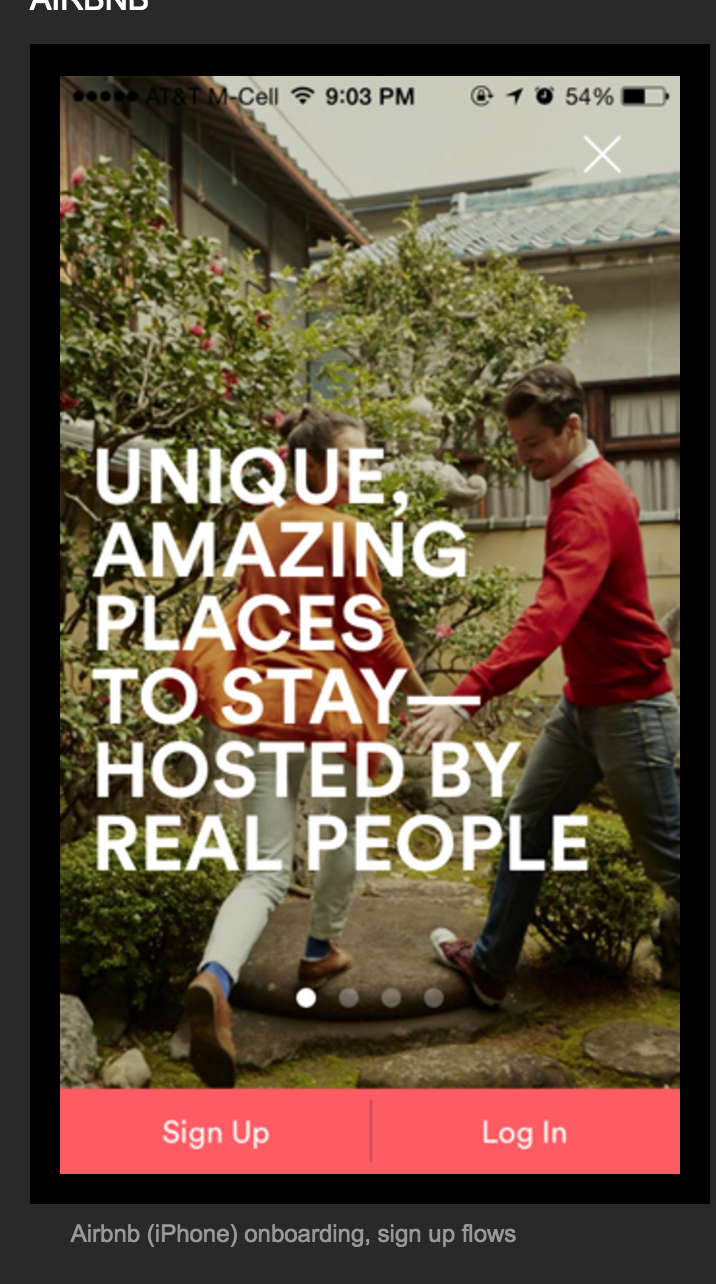 AIRBNB
AT&T M-Cell 9:03 PM 54%
UNIQUE,
AMAZING
PLACES
TO STAY—
HOSTED BY
REAL PEOPLE
Sign Up Log In
Airbnb (iPhone) onboarding, sign up flows